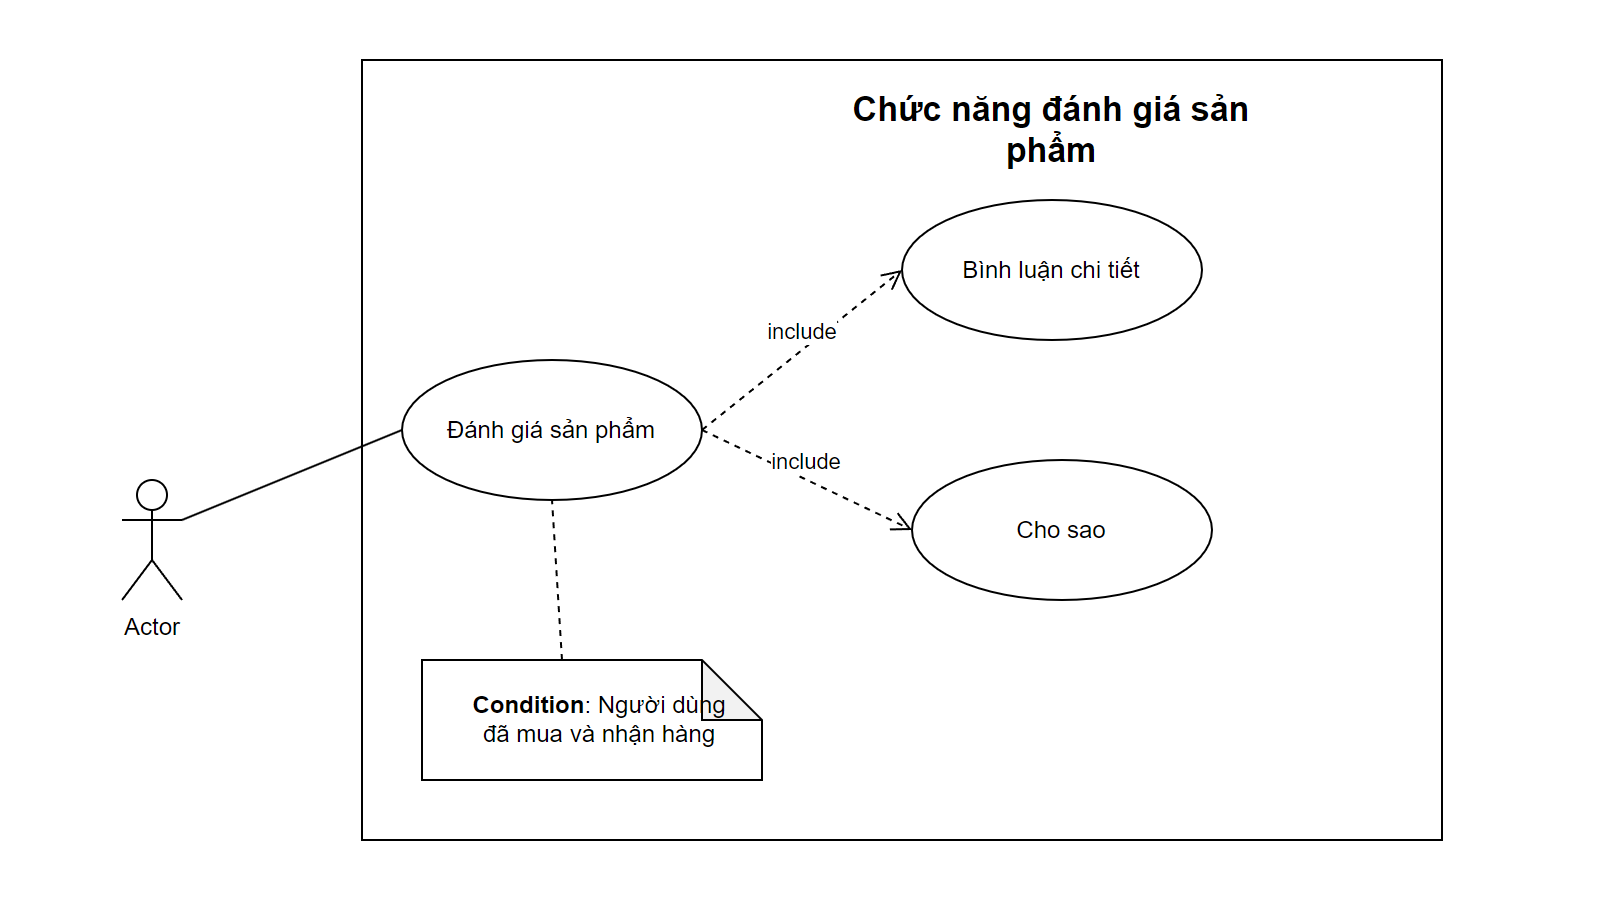 Chức năng đánh giá sản
phẩm
Bình luận chi tiết
include
Đánh giá sản phẩm
include
Cho sao
Actor
Condition: Người dùng
đã mua và nhận hàng